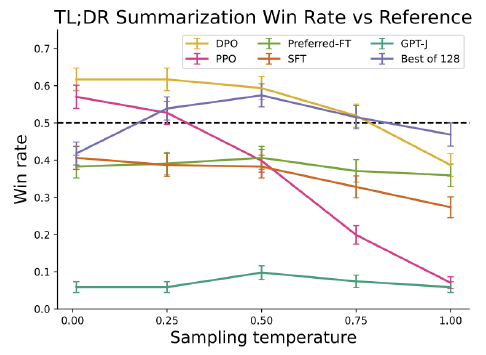 TL;DR Summarization Win Rate vs Reference
DPO
PPO
Preferred-FT
SFT
GPT-J
Best of 128
Win rate
0.7
0.6
0.5
0.4
0.3
0.2
0.1
0.0
0.00
0.25
0.50
0.75
1.00
Sampling temperature